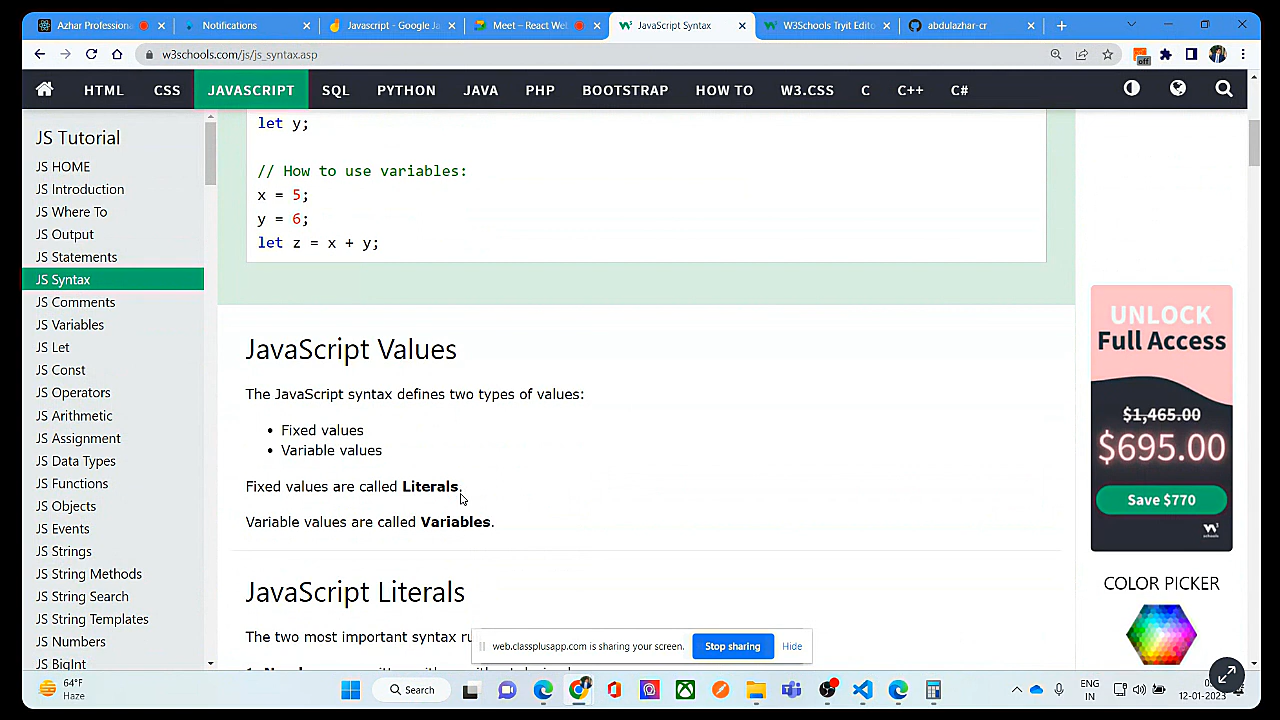 Azhar Professiona
Notifications
Javascript - Google Ja
Meet – React Web
JavaScript Syntax
W3Schools Tryit Edito
abdulazhar-cr
w3schools.com/js/js_syntax.asp
off
HTML
CSS
JAVASCRIPT
SQL
PYTHON
JAVA
PHP
BOOTSTRAP
HOW TO
W3.CSS
C
C++
C#
JS Tutorial
JS HOME
JS Introduction
JS Where To
JS Output
JS Statements
JS Syntax
JS Comments
JS Variables
JS Let
JS Const
JS Operators
JS Arithmetic
JS Assignment
JS Data Types
JS Functions
JS Objects
JS Events
JS Strings
JS String Methods
JS String Search
JS String Templates
JS Numbers
JS BigInt
let y;
// How to use variables:
x = 5;
y = 6;
let z = x + y;
JavaScript Values
The JavaScript syntax defines two types of values:
• Fixed values
• Variable values
Fixed values are called Literals.
Variable values are called Variables.
JavaScript Literals
The two most important syntax ru
web.classplusapp.com is sharing your screen.
Stop sharing
Hide
UNLOCK
Full Access
$1,465.00
$695.00
Save $770
W3
schools
COLOR PICKER
64°F
Haze
Search
ENG
IN
12-01-2023